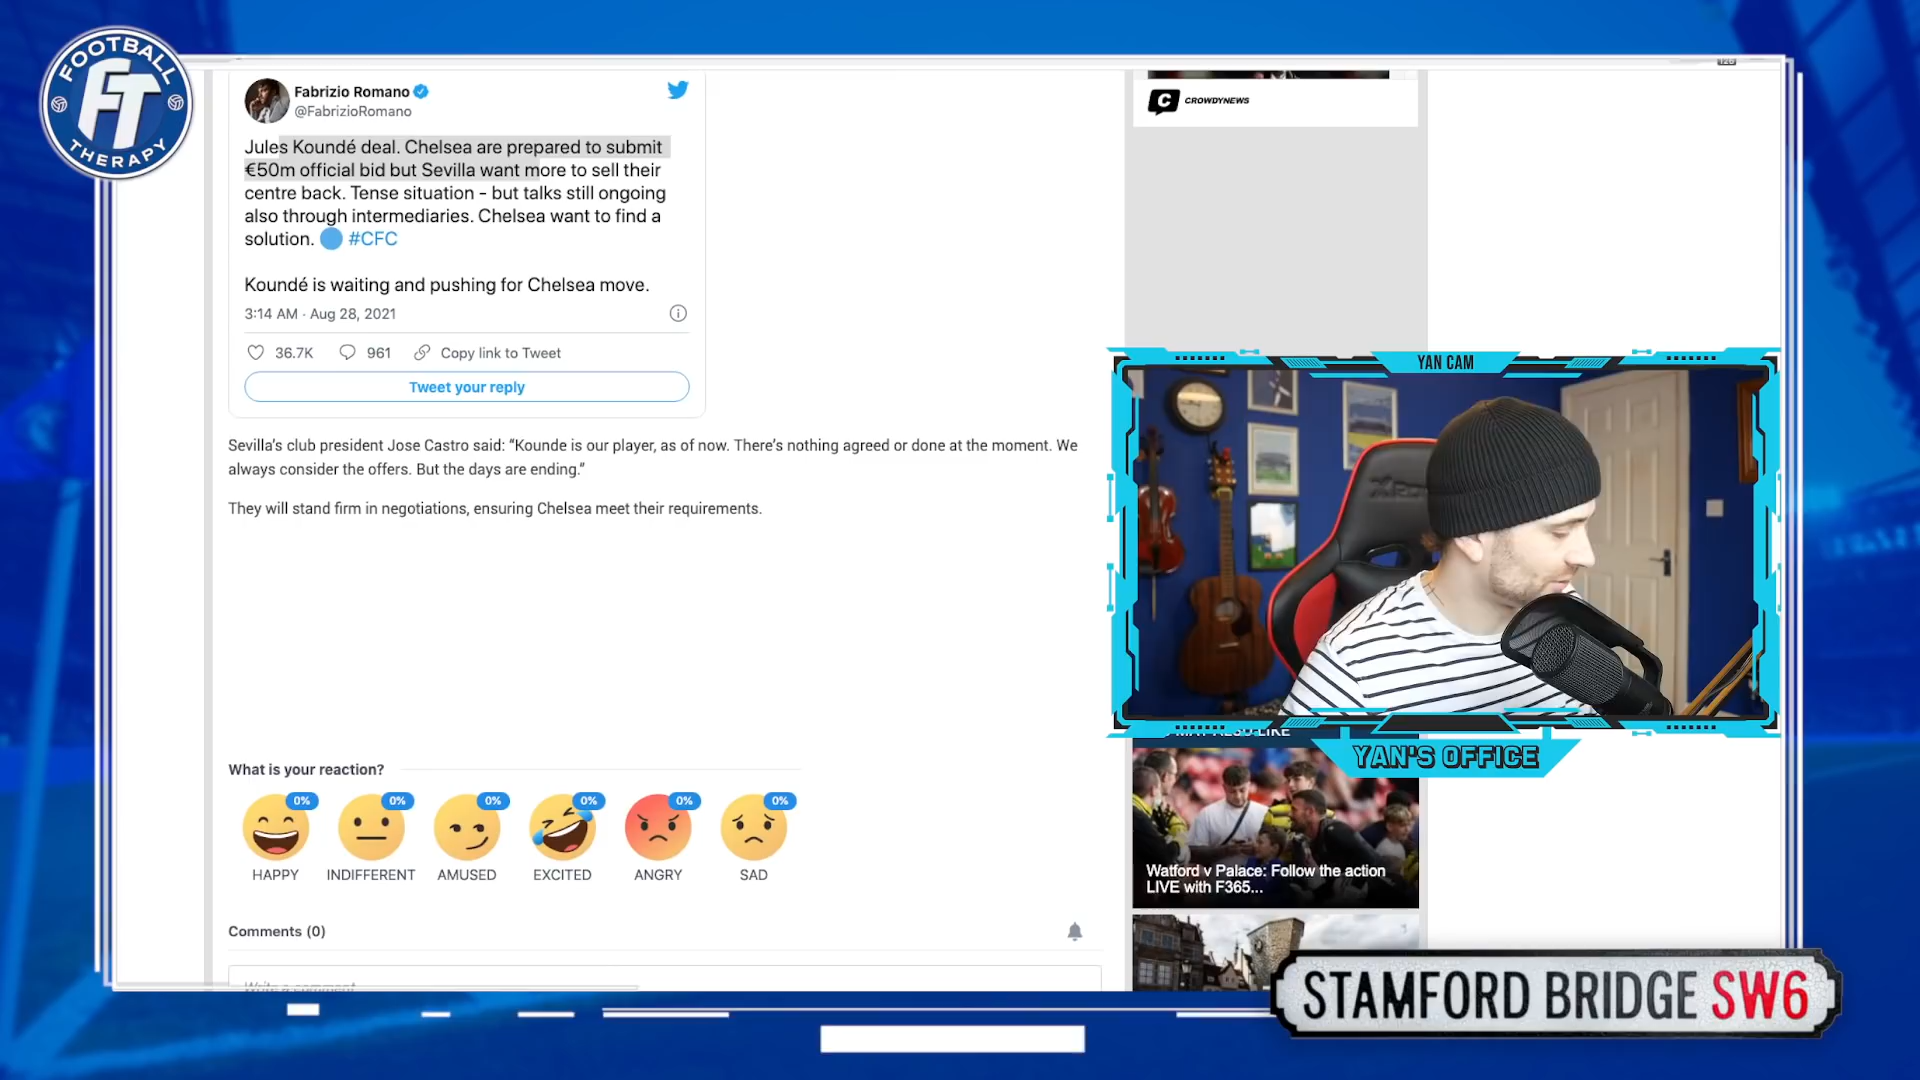 FOOTBALL
FT
THERAPY
Fabrizio Romano
@FabrizioRomano
Jules Koundé deal. Chelsea are prepared to submit
€50m official bid but Sevilla want more to sell their
centre back. Tense situation - but talks still ongoing
also through intermediaries. Chelsea want to find a
solution. #CFC
Koundé is waiting and pushing for Chelsea move.
3:14 AM · Aug 28, 2021
36.7K 961 Copy link to Tweet
Tweet your reply
Sevilla’s club president Jose Castro said: “Kounde is our player, as of now. There’s nothing agreed or done at the moment. We
always consider the offers. But the days are ending.”
They will stand firm in negotiations, ensuring Chelsea meet their requirements.
What is your reaction?
0% 0% 0% 0% 0% 0%
HAPPY INDIFFERENT AMUSED EXCITED ANGRY SAD
Comments (0)
Write a comment
C CROWDYNEWS
YAN CAM
YAN'S OFFICE
MAY ALSO LIKE
Watford v Palace: Follow the action
LIVE with F365...
STAMFORD BRIDGE SW6